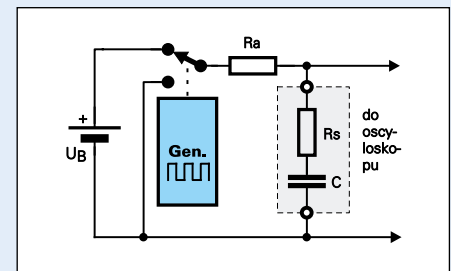 Ra
+
UB
Gen.
Rs
C
do
oscy-
losko-
pu